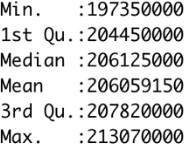 Min.   :197350000
1st Qu.:204450000
Median :206125000
Mean   :206059150
3rd Qu.:207820000
Max.   :213070000